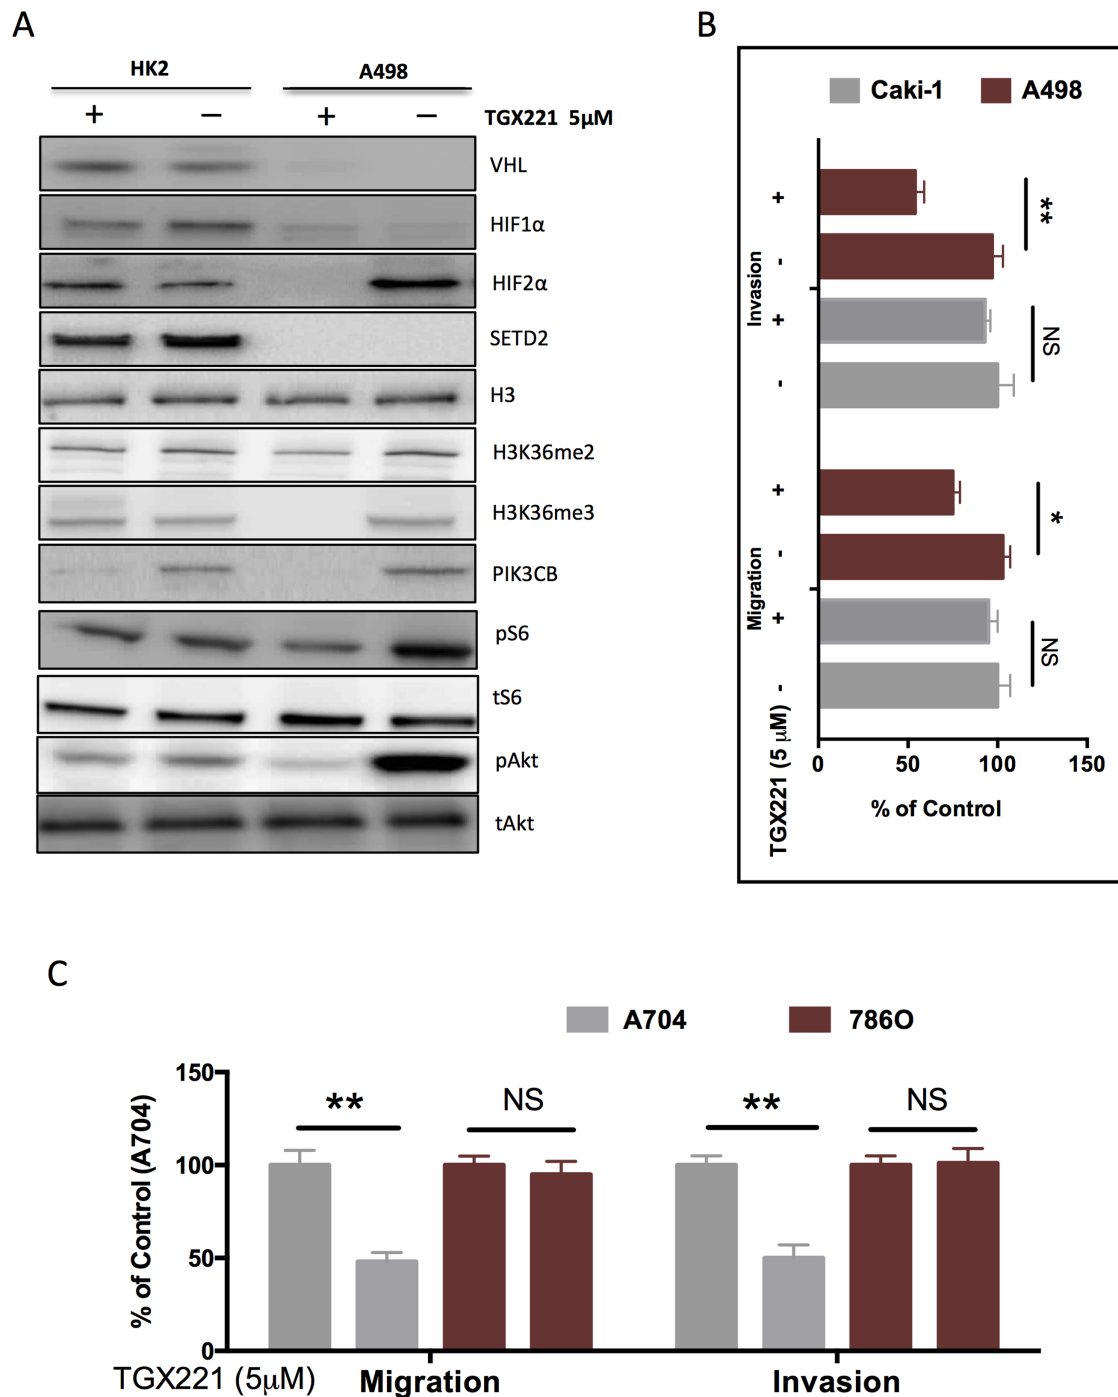 A
HK2 A498
+ − + − TGX221 5µM
VHL
HIF1α
HIF2α
SETD2
H3
H3K36me2
H3K36me3
PIK3CB
pS6
tS6
pAkt
tAkt
B
Caki-1 A498
+
**
-
Invasion
+
NS
-
+
*
-
Migration
+
NS
-
TGX221 (5 µM)
0 50 100 150
% of Control
C
A704 786O
% of Control (A704)
150
100
50
0
** NS ** NS
TGX221 (5µM) Migration Invasion